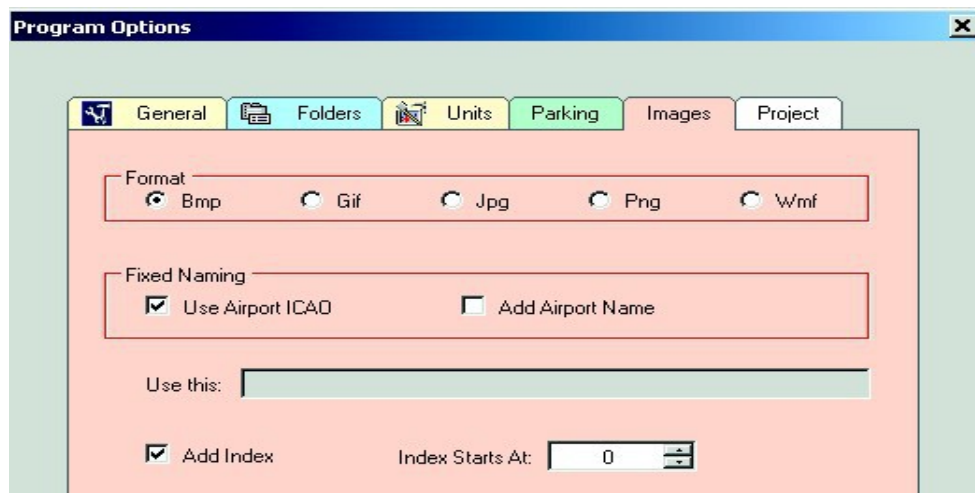 Program Options
General Folders Units Parking Images Project
Format
Bmp Gif Jpg Png Wmf
Fixed Naming
Use Airport ICAO Add Airport Name
Use this:
Add Index Index Starts At: 0